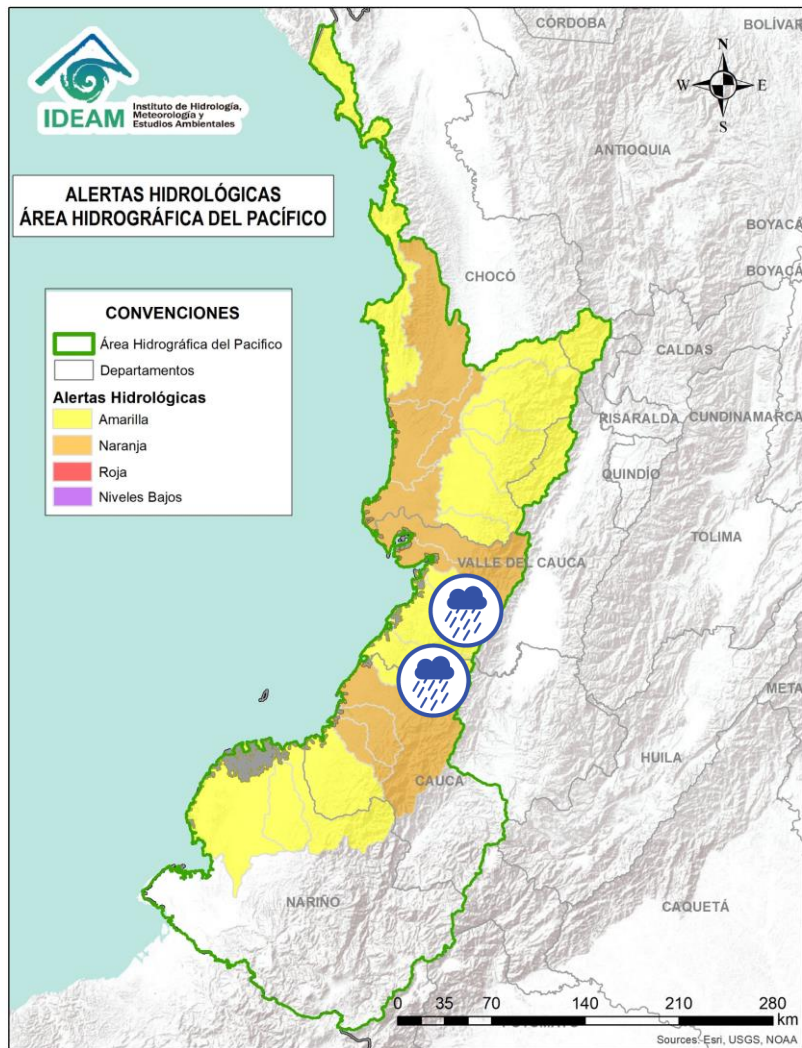 IDEAM
Instituto de Hidrología,
Meteorología y
Estudios Ambientales
ALERTAS HIDROLÓGICAS
ÁREA HIDROGRÁFICA DEL PACÍFICO
CONVENCIONES
Área Hidrográfica del Pacifico
Departamentos
Alertas Hidrológicas
Amarilla
Naranja
Roja
Niveles Bajos
N
W E
S
CÓRDOBA
BOLÍVAR
ANTIOQUIA
BOYACÁ
CHOCÓ
BOYACÁ
CALDAS
RISARALDA
CUNDINAMARCA
QUINDÍO
TOLIMA
VALLE DEL CAUCA
META
HUILA
CAUCA
NARIÑO
CAQUETÁ
0 35 70 140 210 280
km
Sources: Esri, USGS, NOAA